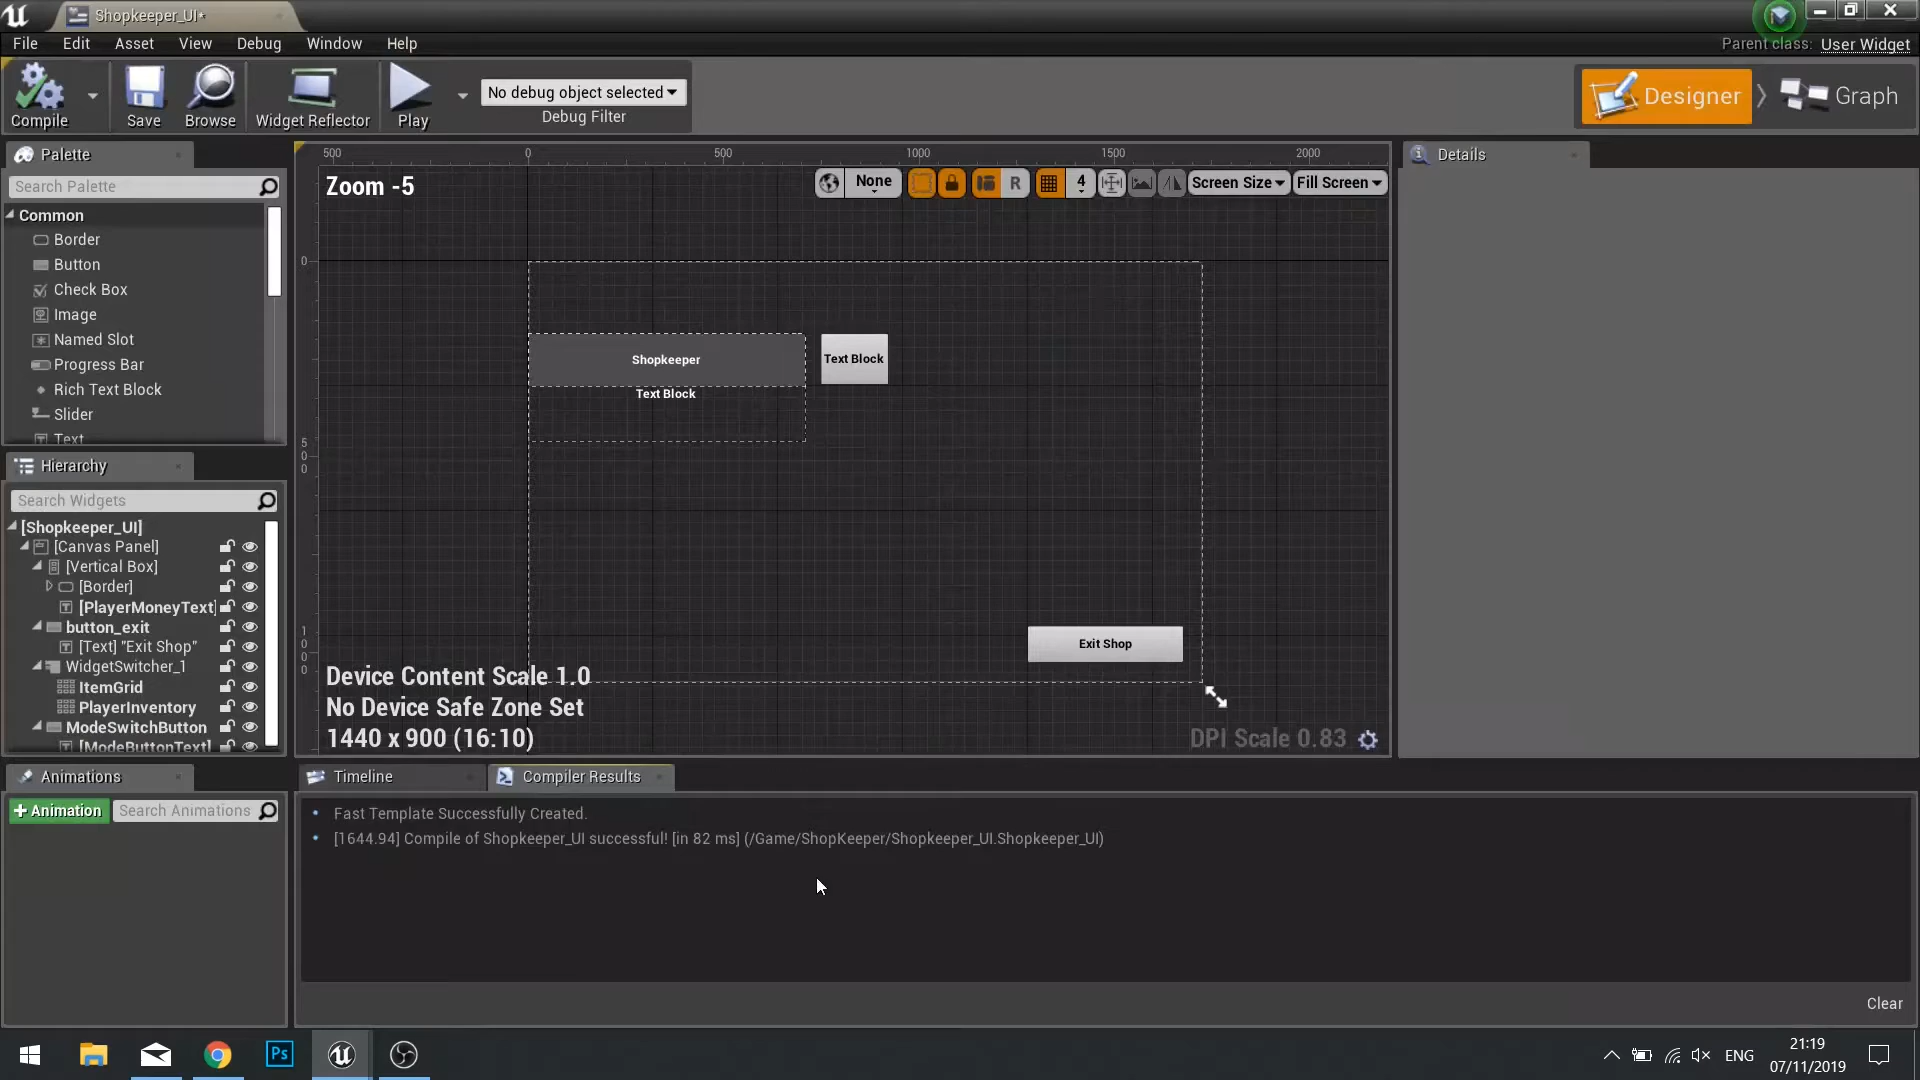 Shopkeeper_UI*
File Edit Asset View Debug Window Help
Parent class: User Widget
Compile
Save
Browse
Widget Reflector
Play
No debug object selected
Debug Filter
Designer
Graph
Palette
Search Palette
Common
Border
Button
Check Box
Image
Named Slot
Progress Bar
Rich Text Block
Slider
Text
Hierarchy
Search Widgets
[Shopkeeper_UI]
[Canvas Panel]
[Vertical Box]
[Border]
[PlayerMoneyText]
button_exit
[Text] "Exit Shop"
WidgetSwitcher_1
ItemGrid
PlayerInventory
ModeSwitchButton
[ModeButtonText]
Animations
+ Animation
Search Animations
500 0 500 1000 1500 2000
Zoom -5
None
R
4
Screen Size
Fill Screen
0
500
1000
Shopkeeper
Text Block
Text Block
Exit Shop
Device Content Scale 1.0
No Device Safe Zone Set
1440 x 900 (16:10)
DPI Scale 0.83
Details
Timeline
Compiler Results
Fast Template Successfully Created.
[1644.94] Compile of Shopkeeper_UI successful! [in 82 ms] (/Game/ShopKeeper/Shopkeeper_UI.Shopkeeper_UI)
Clear
Ps
ENG
21:19
07/11/2019